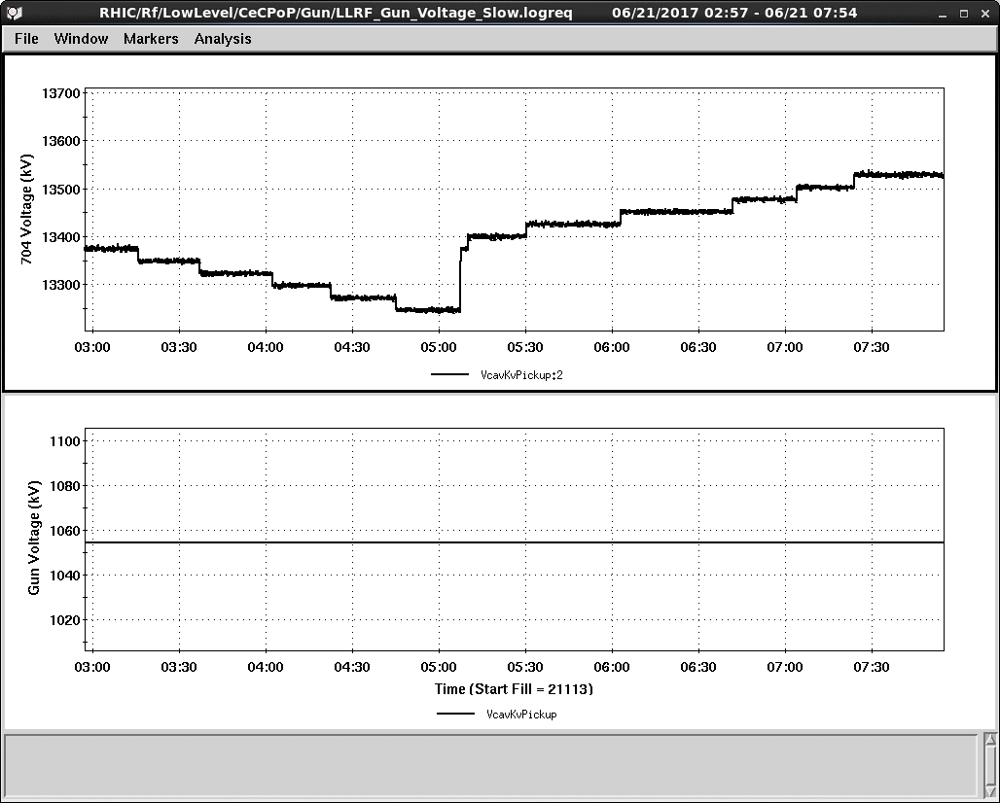 RHIC/Rf/LowLevel/CeCPoP/Gun/LLRF_Gun_Voltage_Slow.logreq 06/21/2017 02:57 - 06/21 07:54
File Window Markers Analysis
704 Voltage (kV)
13700
13600
13500
13400
13300
03:00 03:30 04:00 04:30 05:00 05:30 06:00 06:30 07:00 07:30
VcavKvPickup:2
Gun Voltage (kV)
1100
1080
1060
1040
1020
03:00 03:30 04:00 04:30 05:00 05:30 06:00 06:30 07:00 07:30
Time (Start Fill = 21113)
VcavKvPickup